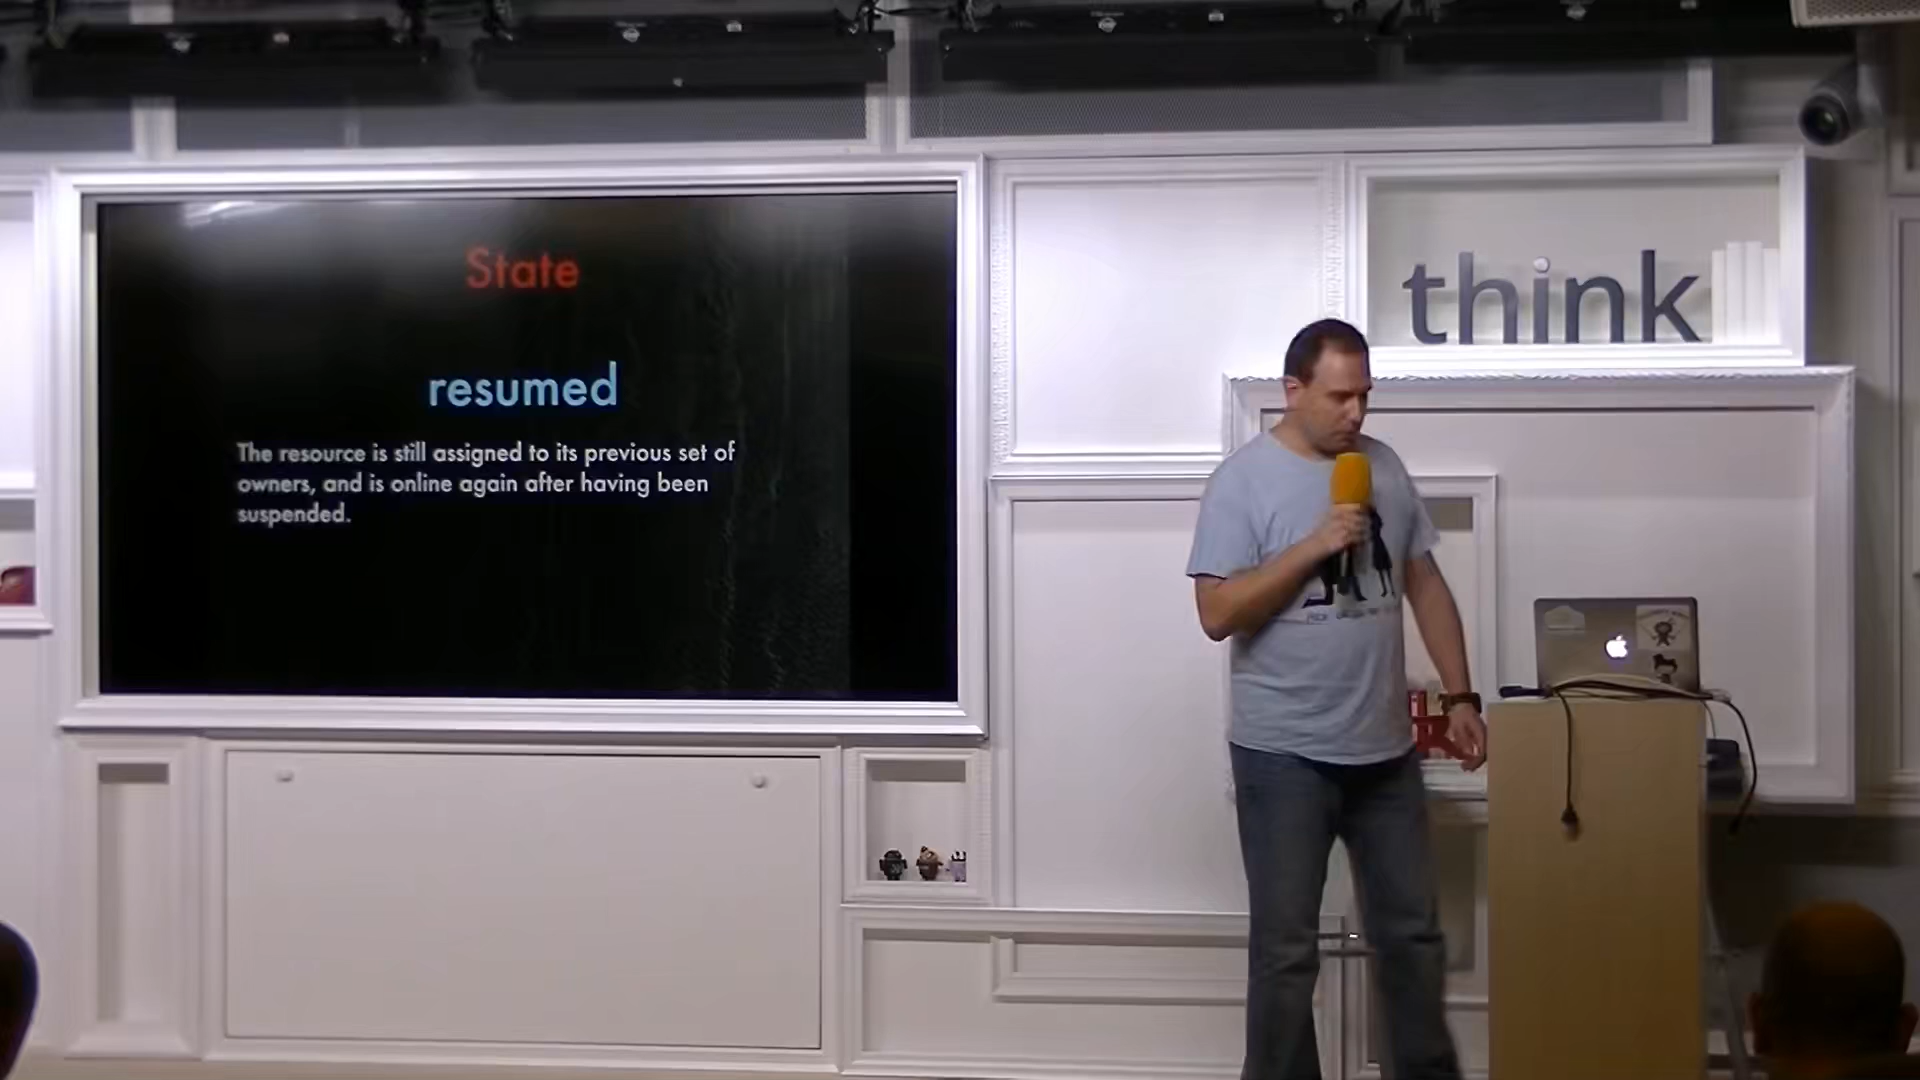 State
resumed
The resource is still assigned to its previous set of
owners, and is online again after having been
suspended.
think